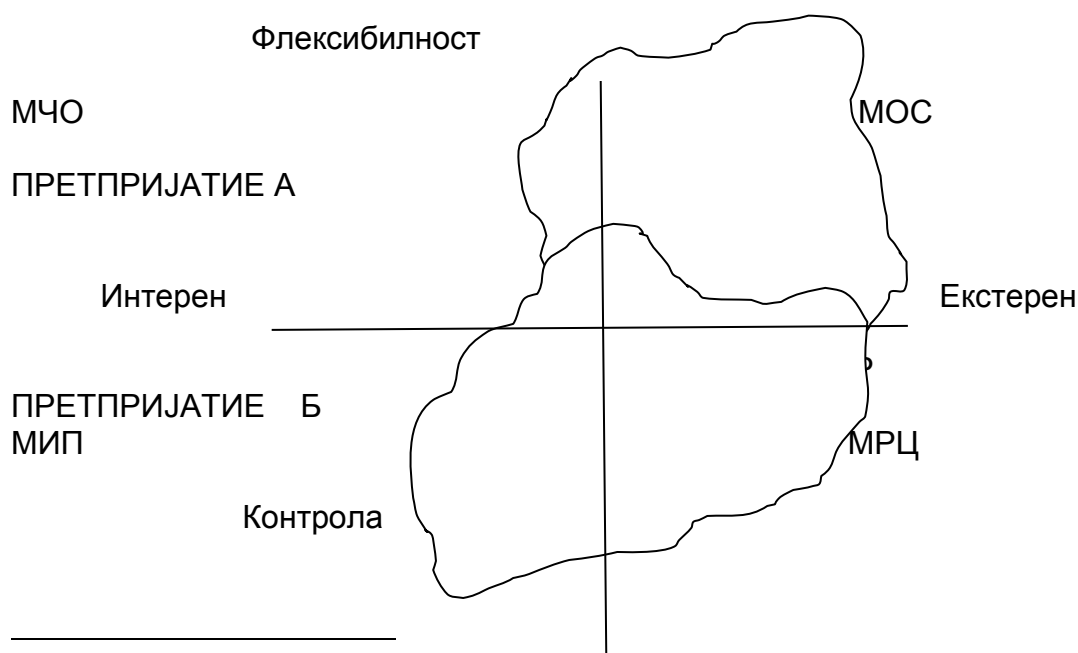 Флексибилност
МЧО МОС
ПРЕТПРИЈАТИЕ А
Интерен Екстерен
ПРЕТПРИЈАТИЕ Б
МИП МРЦ
Контрола